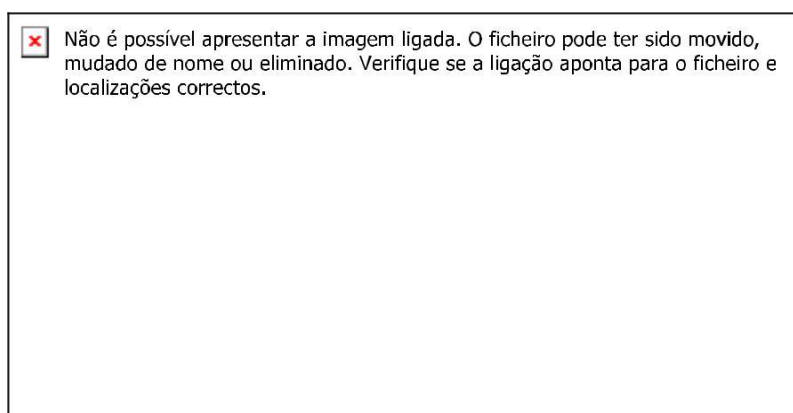 Não é possível apresentar a imagem ligada. O ficheiro pode ter sido movido,
mudado de nome ou eliminado. Verifique se a ligação aponta para o ficheiro e
localizações correctos.